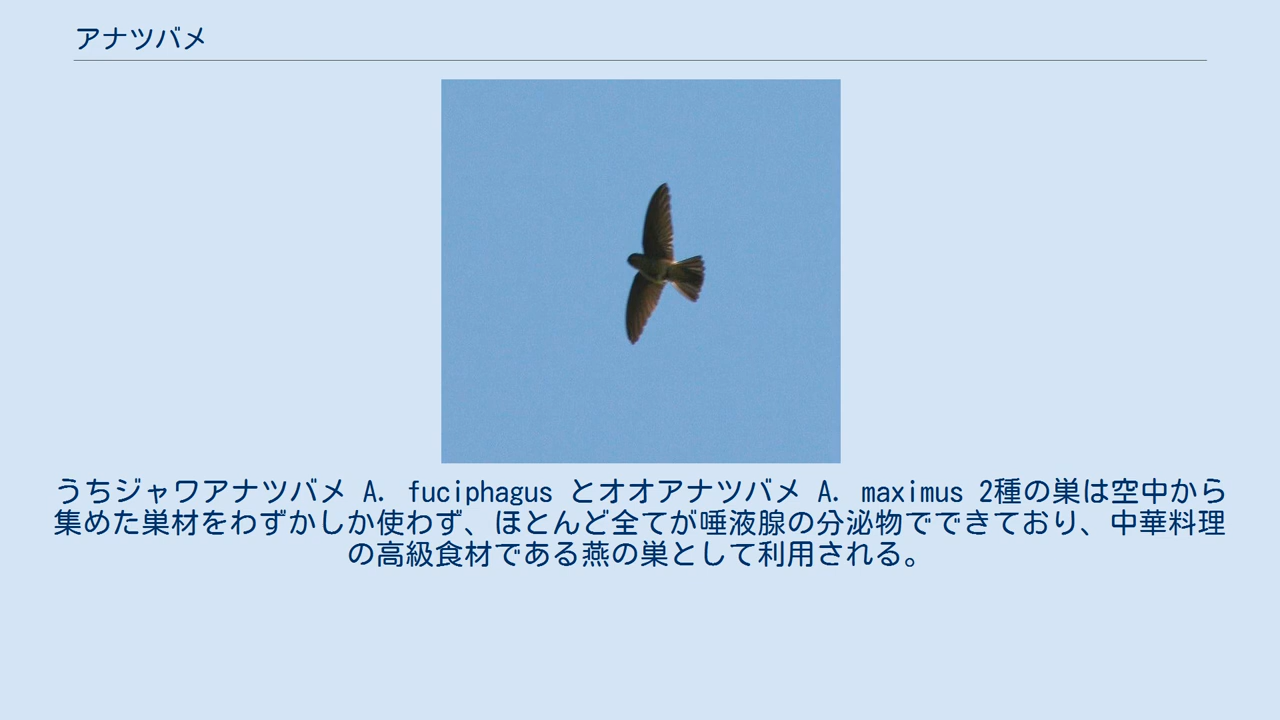 アナツバメ
うちジャワアナツバメ A. fuciphagus とオオアナツバメ A. maximus 2種の巣は空中から
集めた巣材をわずかしか使わず、ほとんど全てが唾液腺の分泌物でできており、中華料理
の高級食材である燕の巣として利用される。